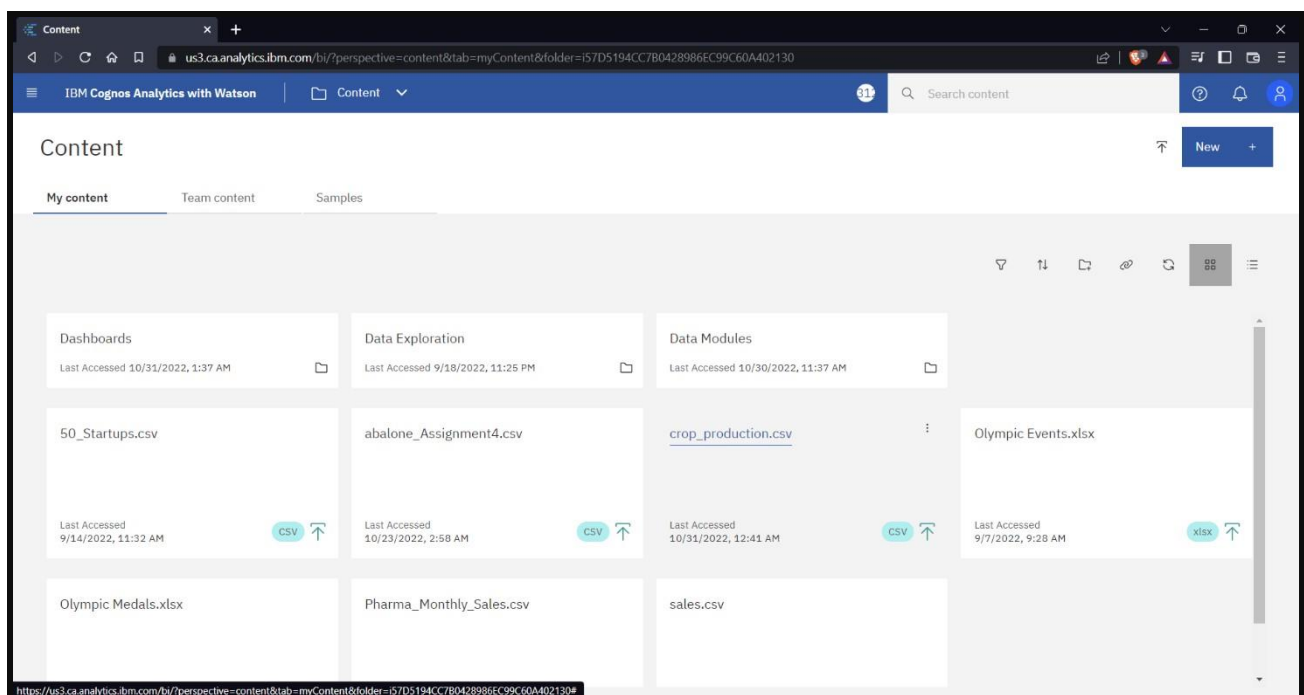 Content
us3.ca.analytics.ibm.com/bi/?perspective=content&tab=myContent&folder=i57D5194CC7B0428986EC99C60A402130
IBM Cognos Analytics with Watson
Content
Search content
Content
New +
My content
Team content
Samples
Dashboards
Last Accessed 10/31/2022, 1:37 AM
Data Exploration
Last Accessed 9/18/2022, 11:25 PM
Data Modules
Last Accessed 10/30/2022, 11:37 AM
50_Startups.csv
Last Accessed
9/14/2022, 11:32 AM
CSV
abalone_Assignment4.csv
Last Accessed
10/23/2022, 2:58 AM
CSV
crop_production.csv
Last Accessed
10/31/2022, 12:41 AM
CSV
Olympic Events.xlsx
Last Accessed
9/7/2022, 9:28 AM
xlsx
Olympic Medals.xlsx
Pharma_Monthly_Sales.csv
sales.csv
https://us3.ca.analytics.ibm.com/bi/?perspective=content&tab=myContent&folder=i57D5194CC7B0428986EC99C60A402130#